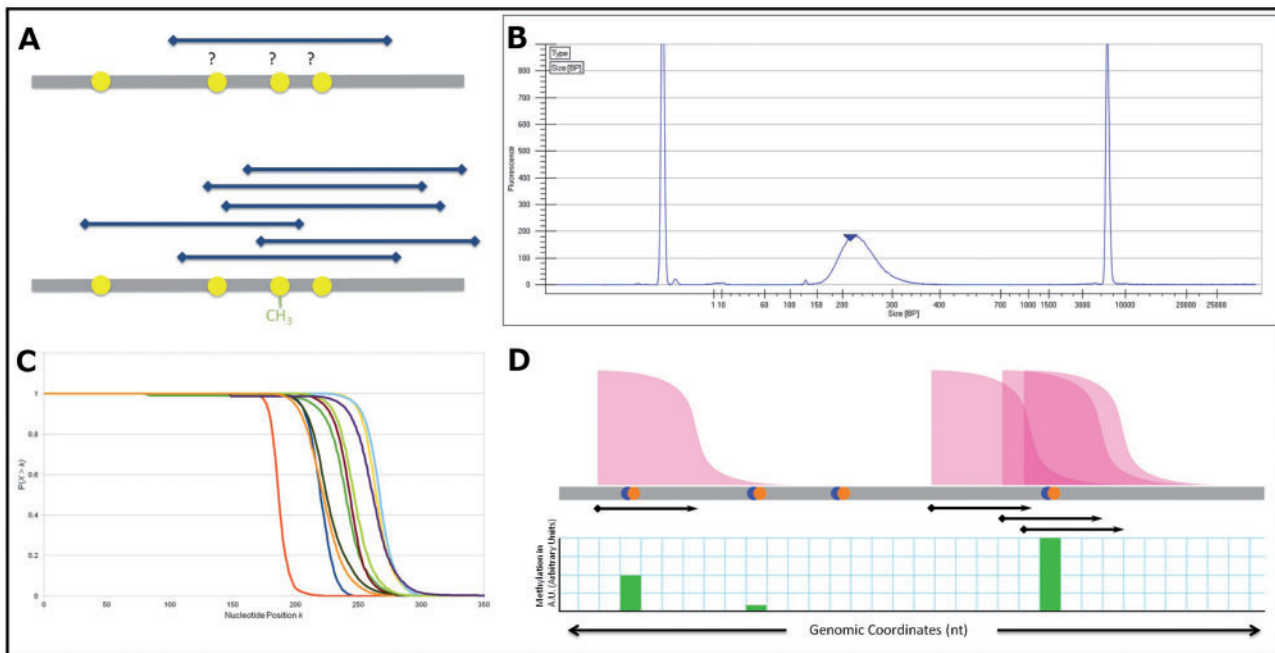 A
? ? ?
CH₃
B
Type
Size [BP]
Fluorescence
800
700
600
500
400
300
200
100
0
1 10 60 100 150 200 300 400 700 1000 1500 3000 10000 20000 25000
Size [BP]
C
P(X > k)
1
0.8
0.6
0.4
0.2
0
0 50 100 150 200 250 300 350
Nucleotide Position k
D
Methylation in
A.U. (Arbitrary Units)
Genomic Coordinates (nt)